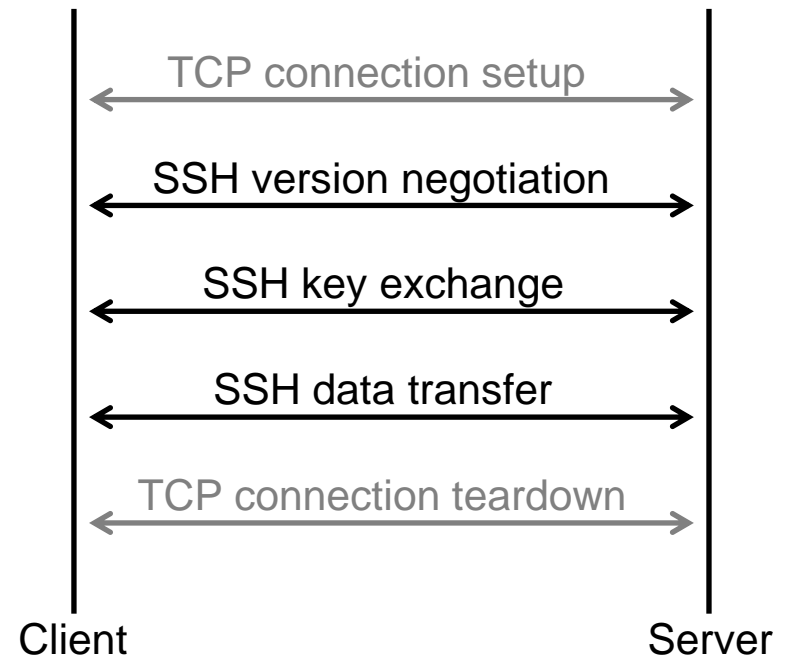 TCP connection setup
SSH version negotiation
SSH key exchange
SSH data transfer
TCP connection teardown
Client
Server